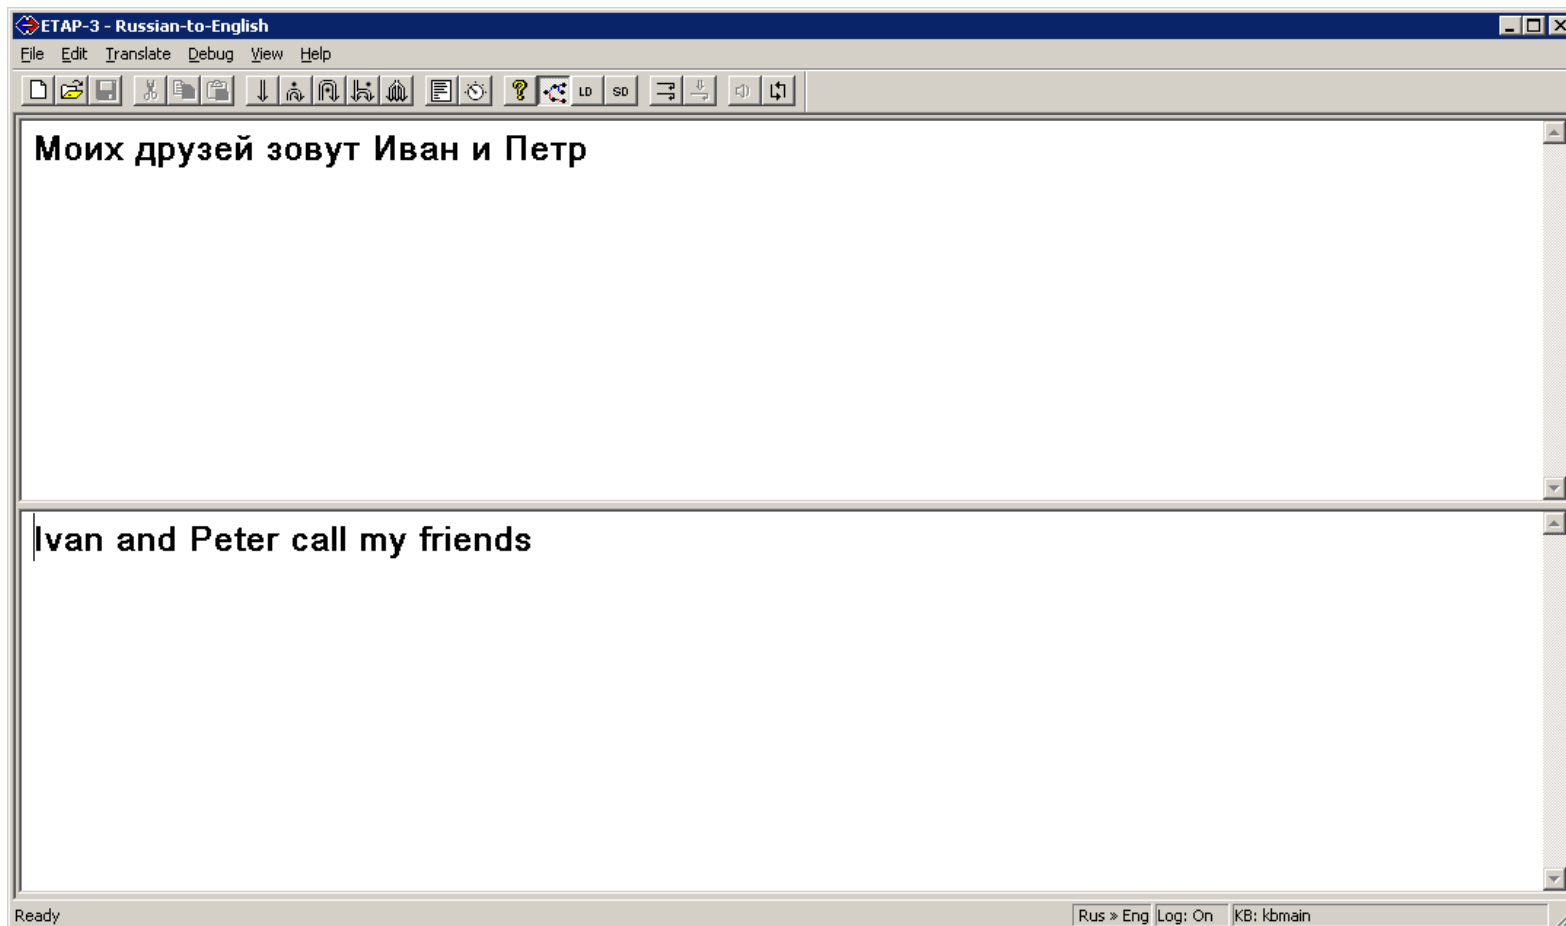 ETAP-3 - Russian-to-English
File Edit Translate Debug View Help
LD SD
Моих друзей зовут Иван и Петр
Ivan and Peter call my friends
Ready Rus » Eng Log: On KB: kbmain